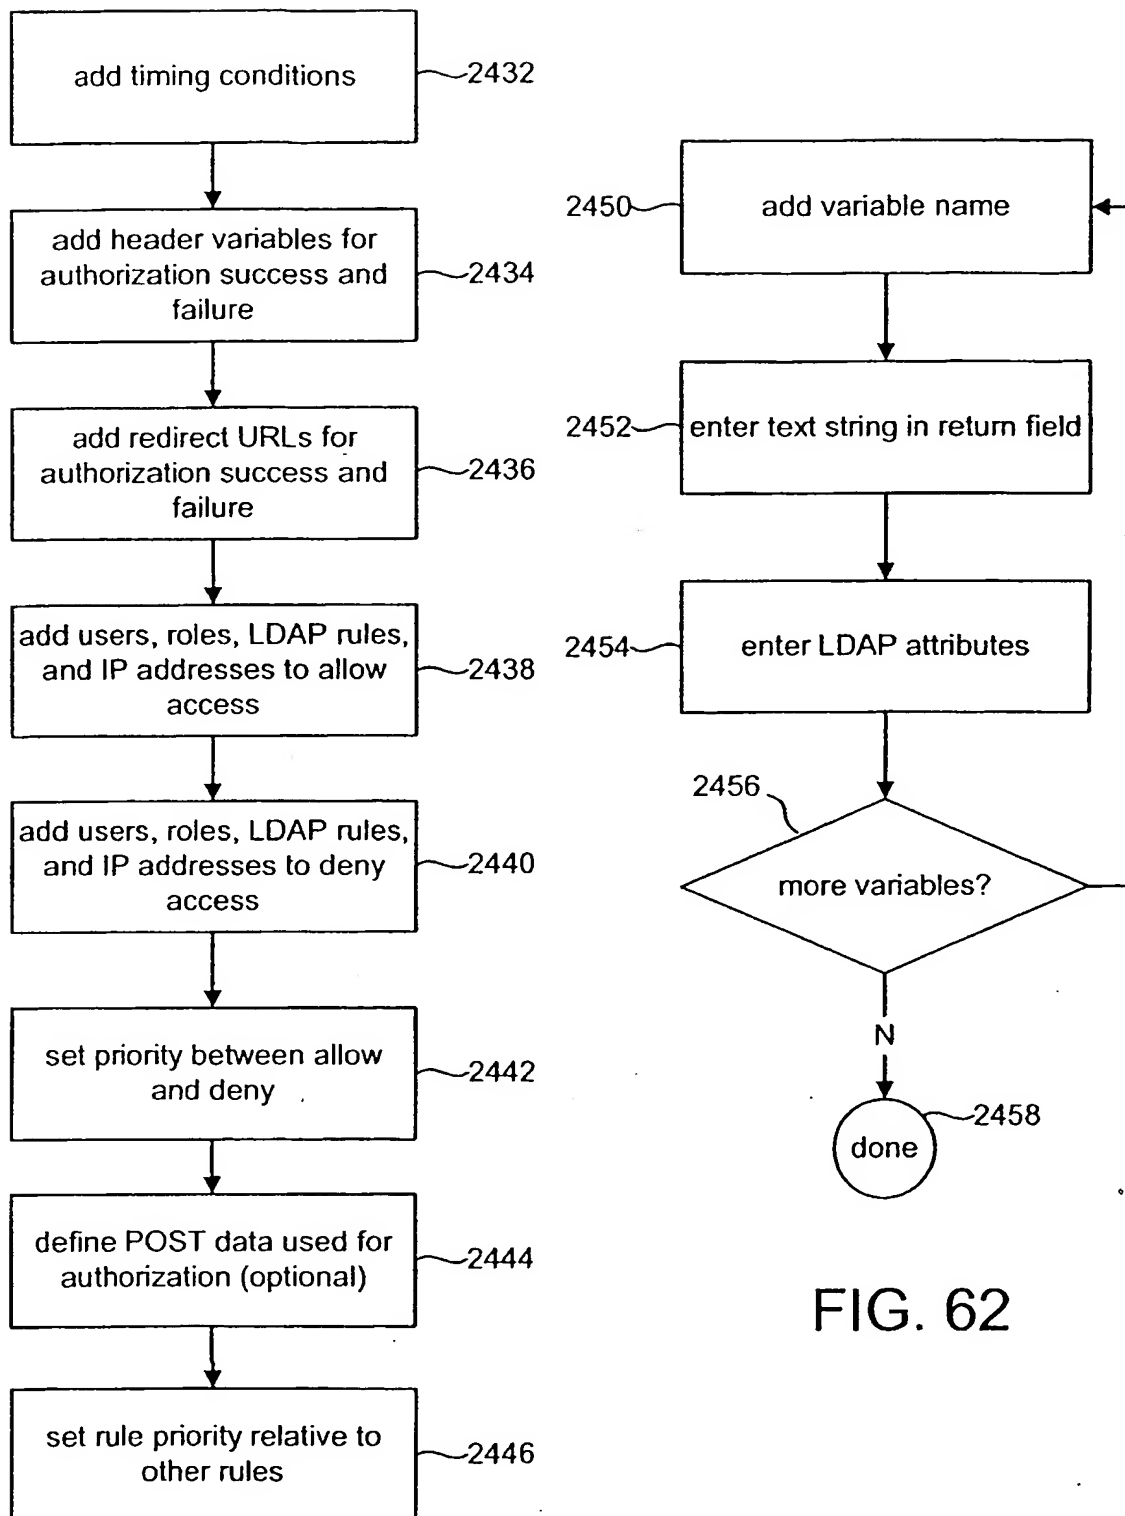 add timing conditions
2432
add header variables for
authorization success and
failure
2434
add redirect URLs for
authorization success and
failure
2436
add users, roles, LDAP rules,
and IP addresses to allow
access
2438
add users, roles, LDAP rules,
and IP addresses to deny
access
2440
set priority between allow
and deny
2442
define POST data used for
authorization (optional)
2444
set rule priority relative to
other rules
2446
2450
add variable name
2452
enter text string in return field
2454
enter LDAP attributes
2456
more variables?
N
done
2458
FIG. 62